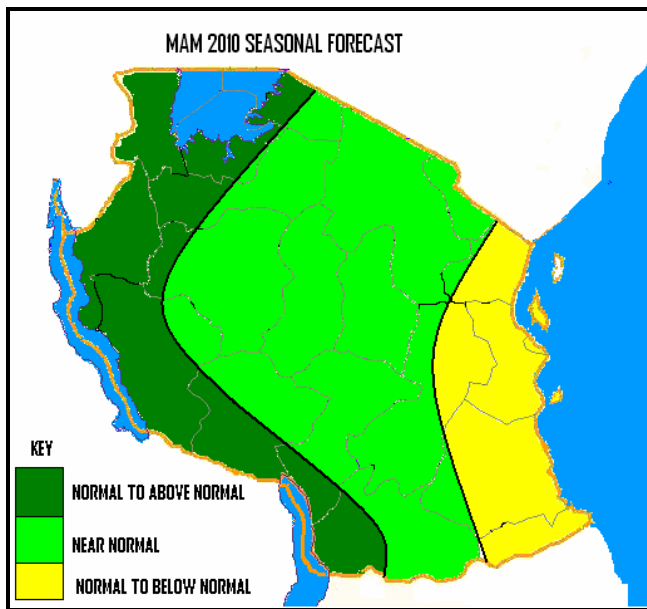 MAM 2010 SEASONAL FORECAST
KEY
NORMAL TO ABOVE NORMAL
NEAR NORMAL
NORMAL TO BELOW NORMAL